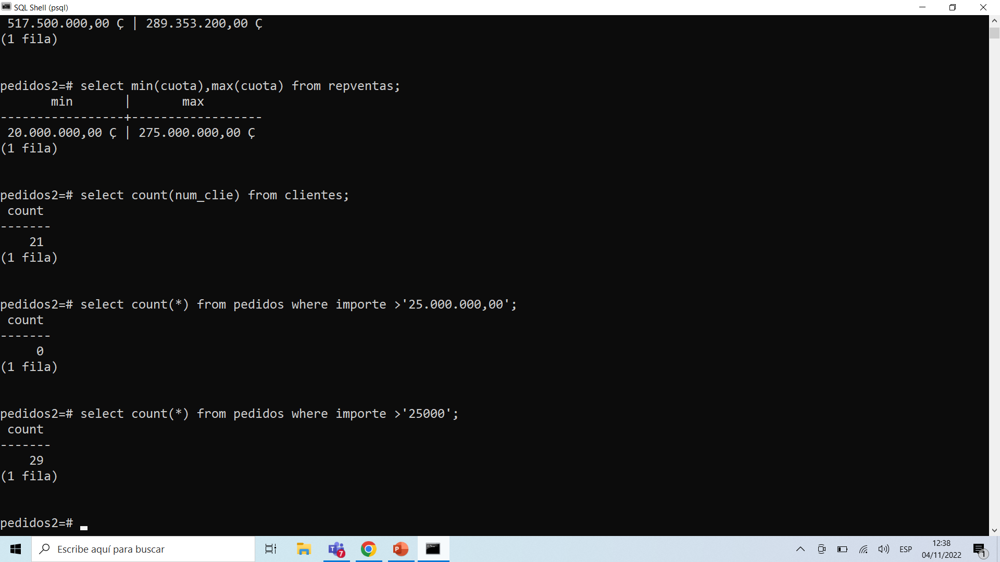 SQL Shell (psql)
517.500.000,00 Ç | 289.353.200,00 Ç
(1 fila)
pedidos2=# select min(cuota),max(cuota) from repventas;
min | max
-----------------+------------------
20.000.000,00 Ç | 275.000.000,00 Ç
(1 fila)
pedidos2=# select count(num_clie) from clientes;
count
-------
21
(1 fila)
pedidos2=# select count(*) from pedidos where importe >'25.000.000,00';
count
-------
0
(1 fila)
pedidos2=# select count(*) from pedidos where importe >'25000';
count
-------
29
(1 fila)
pedidos2=#
Escribe aquí para buscar
T
7
P
ESP
12:38
04/11/2022
1